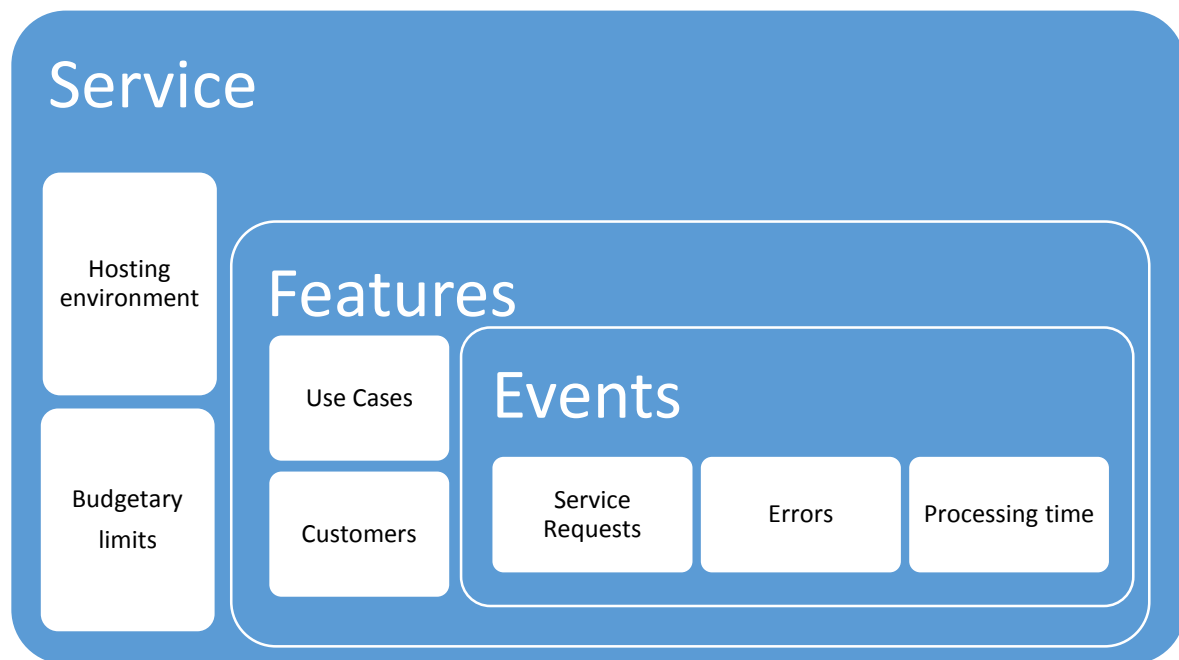 Service
Hosting
environment
Budgetary
limits
Features
Use Cases
Customers
Events
Service
Requests
Errors
Processing time